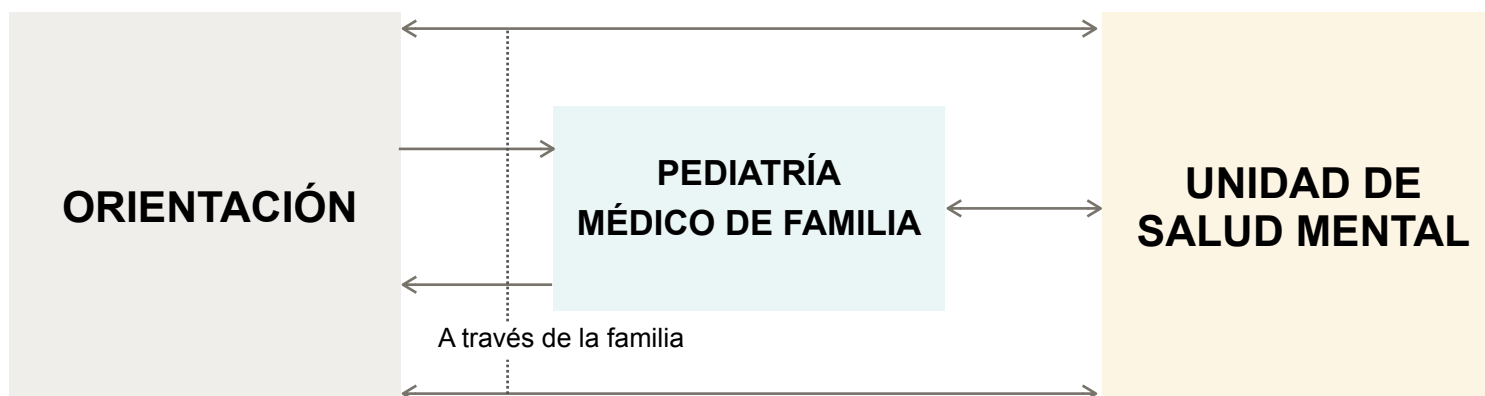 ORIENTACIÓN
PEDIATRÍA
MÉDICO DE FAMILIA
A través de la familia
UNIDAD DE
SALUD MENTAL